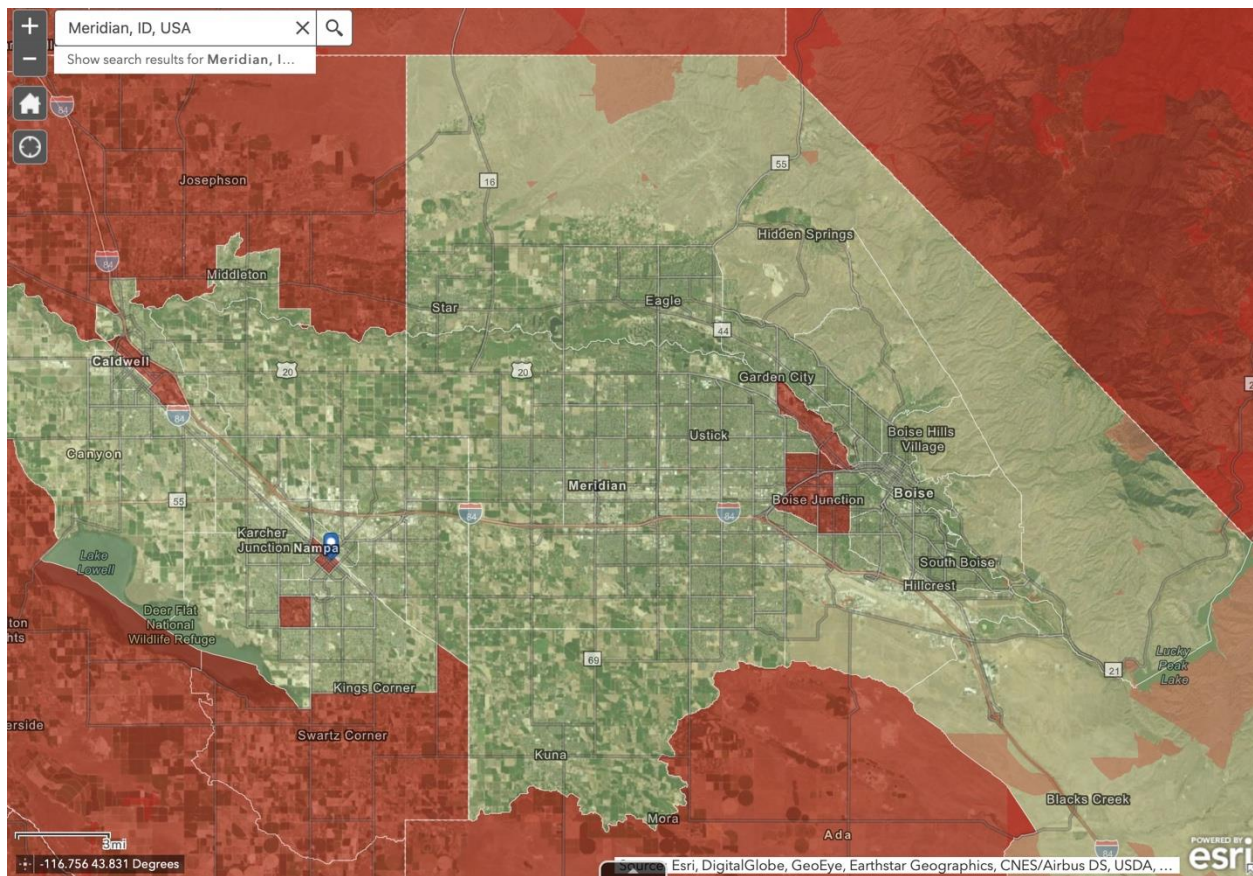 +
Meridian, ID, USA
−
Show search results for Meridian, I...
84
55
Josephson
16
84
Hidden Springs
Middleton
Star
Eagle
44
Caldwell
20
20
Garden City
84
Ustick
Boise Hills
Village
Canyon
Meridian
55
Boise Junction
Boise
84
84
Karcher
Junction
Nampa
Lake
Lowell
South Boise
Hillcrest
Deer Flat
National
Wildlife Refuge
69
21
Lucky
Peak
Lake
Kings Corner
Swartz Corner
Kuna
Blacks Creek
Mora
Ada
84
3mi
-116.756 43.831 Degrees
Source: Esri, DigitalGlobe, GeoEye, Earthstar Geographics, CNES/Airbus DS, USDA, ...
POWERED BY
esri